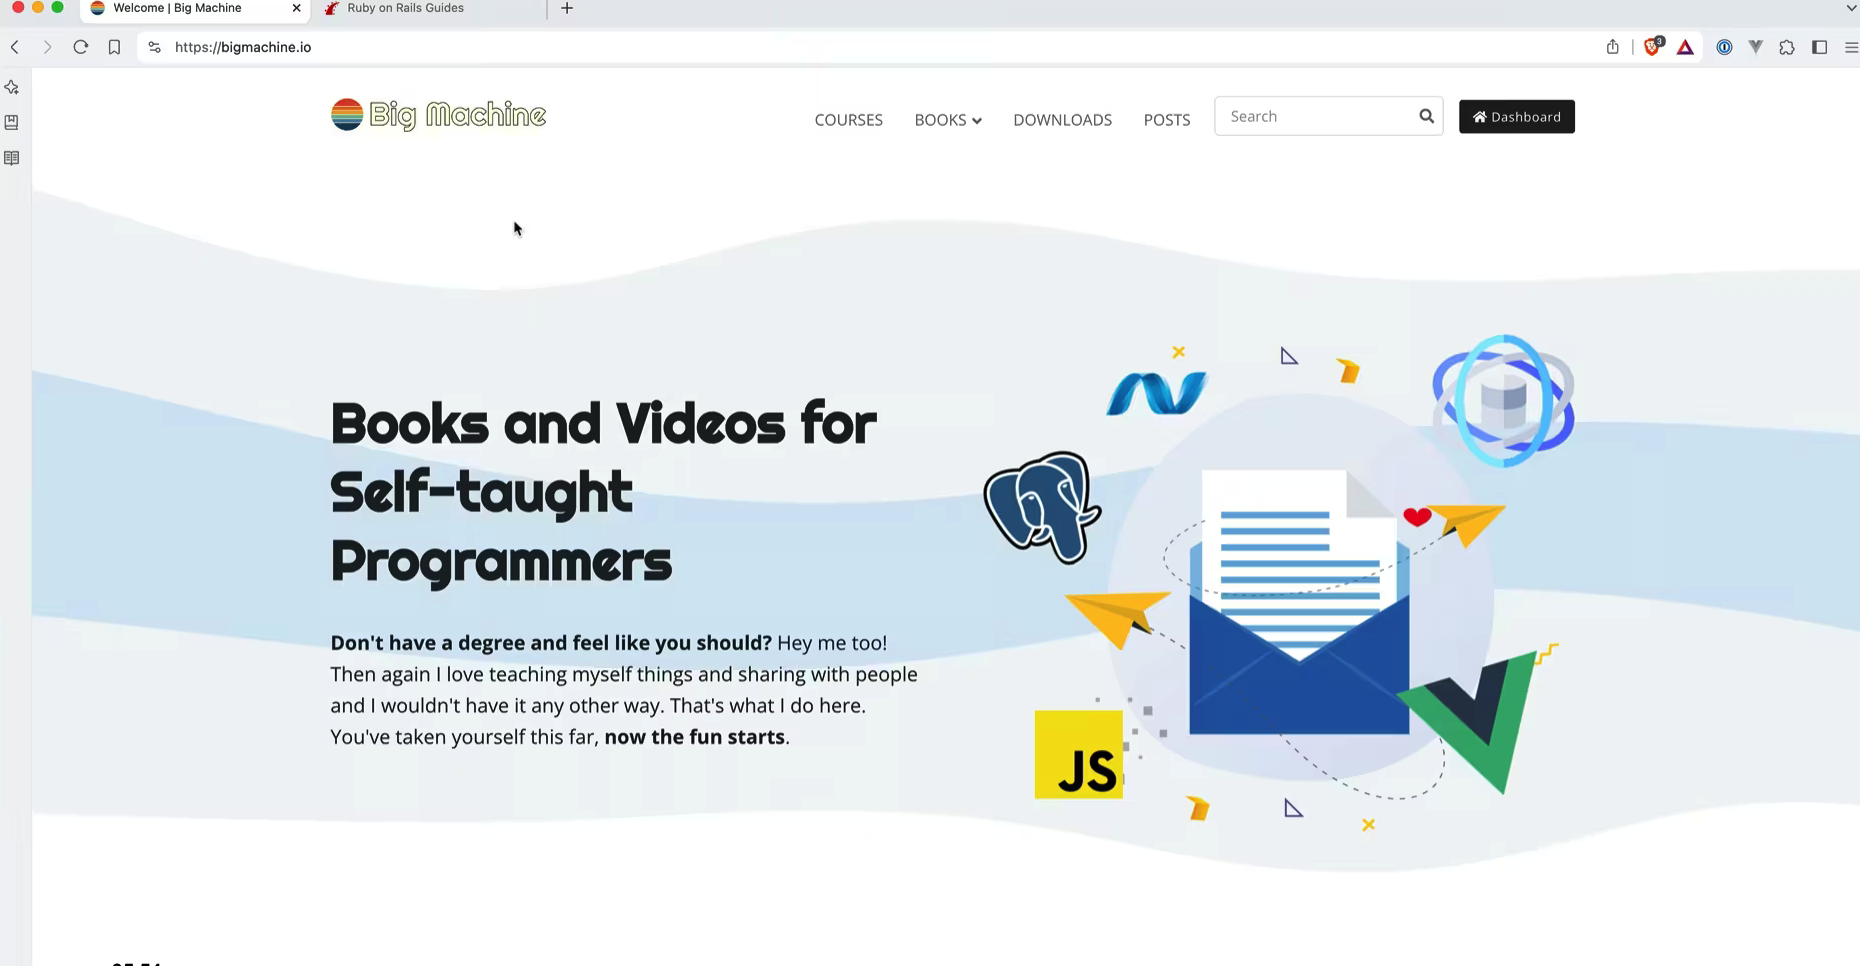 Welcome | Big Machine
Ruby on Rails Guides
https://bigmachine.io
3
Big Machine
COURSES
BOOKS
DOWNLOADS
POSTS
Search
Dashboard
Books and Videos for
Self-taught
Programmers
Don't have a degree and feel like you should? Hey me too!
Then again I love teaching myself things and sharing with people
and I wouldn't have it any other way. That's what I do here.
You've taken yourself this far, now the fun starts.
JS